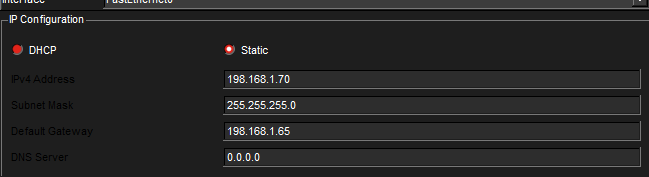 Interface FastEthernet0
IP Configuration
DHCP Static
IPv4 Address 198.168.1.70
Subnet Mask 255.255.255.0
Default Gateway 198.168.1.65
DNS Server 0.0.0.0